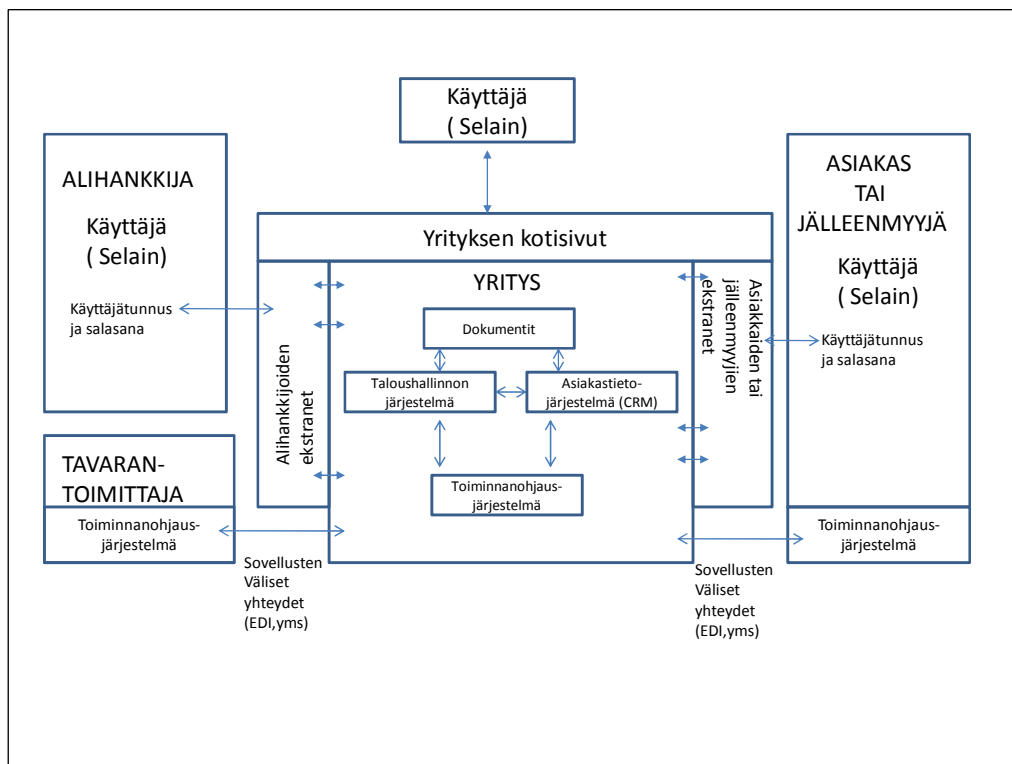 Käyttäjä
( Selain)
ALIHANKKIJA
Käyttäjä
( Selain)
Käyttäjätunnus
ja salasana
TAVARAN-
TOIMITTAJA
Toiminnanohjaus-
järjestelmä
Yrityksen kotisivut
Alihankkijoiden
ekstranet
YRITYS
Dokumentit
Taloushallinnon
järjestelmä
Asiakastieto-
järjestelmä (CRM)
Toiminnanohjaus-
järjestelmä
Asiakkaiden tai
jälleenmyyjien
ekstranet
ASIAKAS
TAI
JÄLLEENMYYJÄ
Käyttäjä
( Selain)
Käyttäjätunnus
ja salasana
Toiminnanohjaus-
järjestelmä
Sovellusten
Väliset
yhteydet
(EDI,yms)
Sovellusten
Väliset
yhteydet
(EDI,yms)